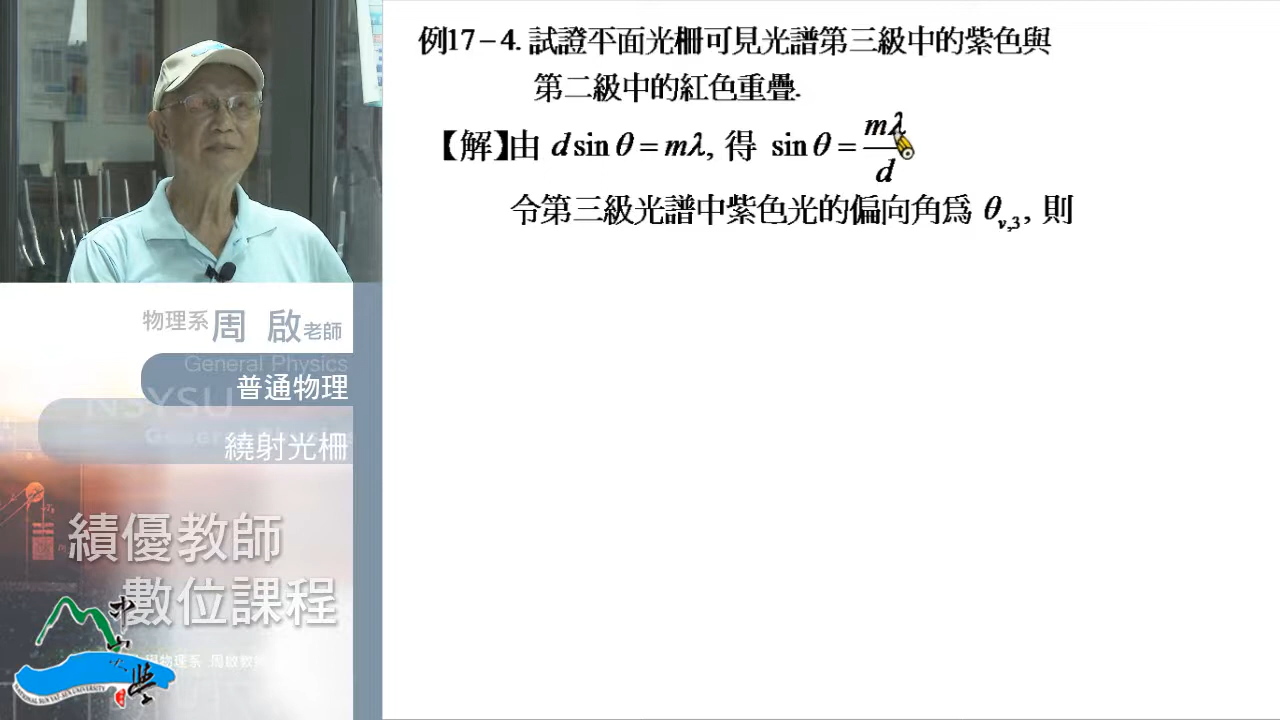 例17－4. 試證平面光柵可見光譜第三級中的紫色與
第二級中的紅色重疊.
【解】由 d sin θ = mλ, 得 sin θ = mλ/d
令第三級光譜中紫色光的偏向角為 θv,3, 則
物理系 周 啟 老師
General Physics
普通物理
NSYSU
繞射光柵
績優教師
數位課程